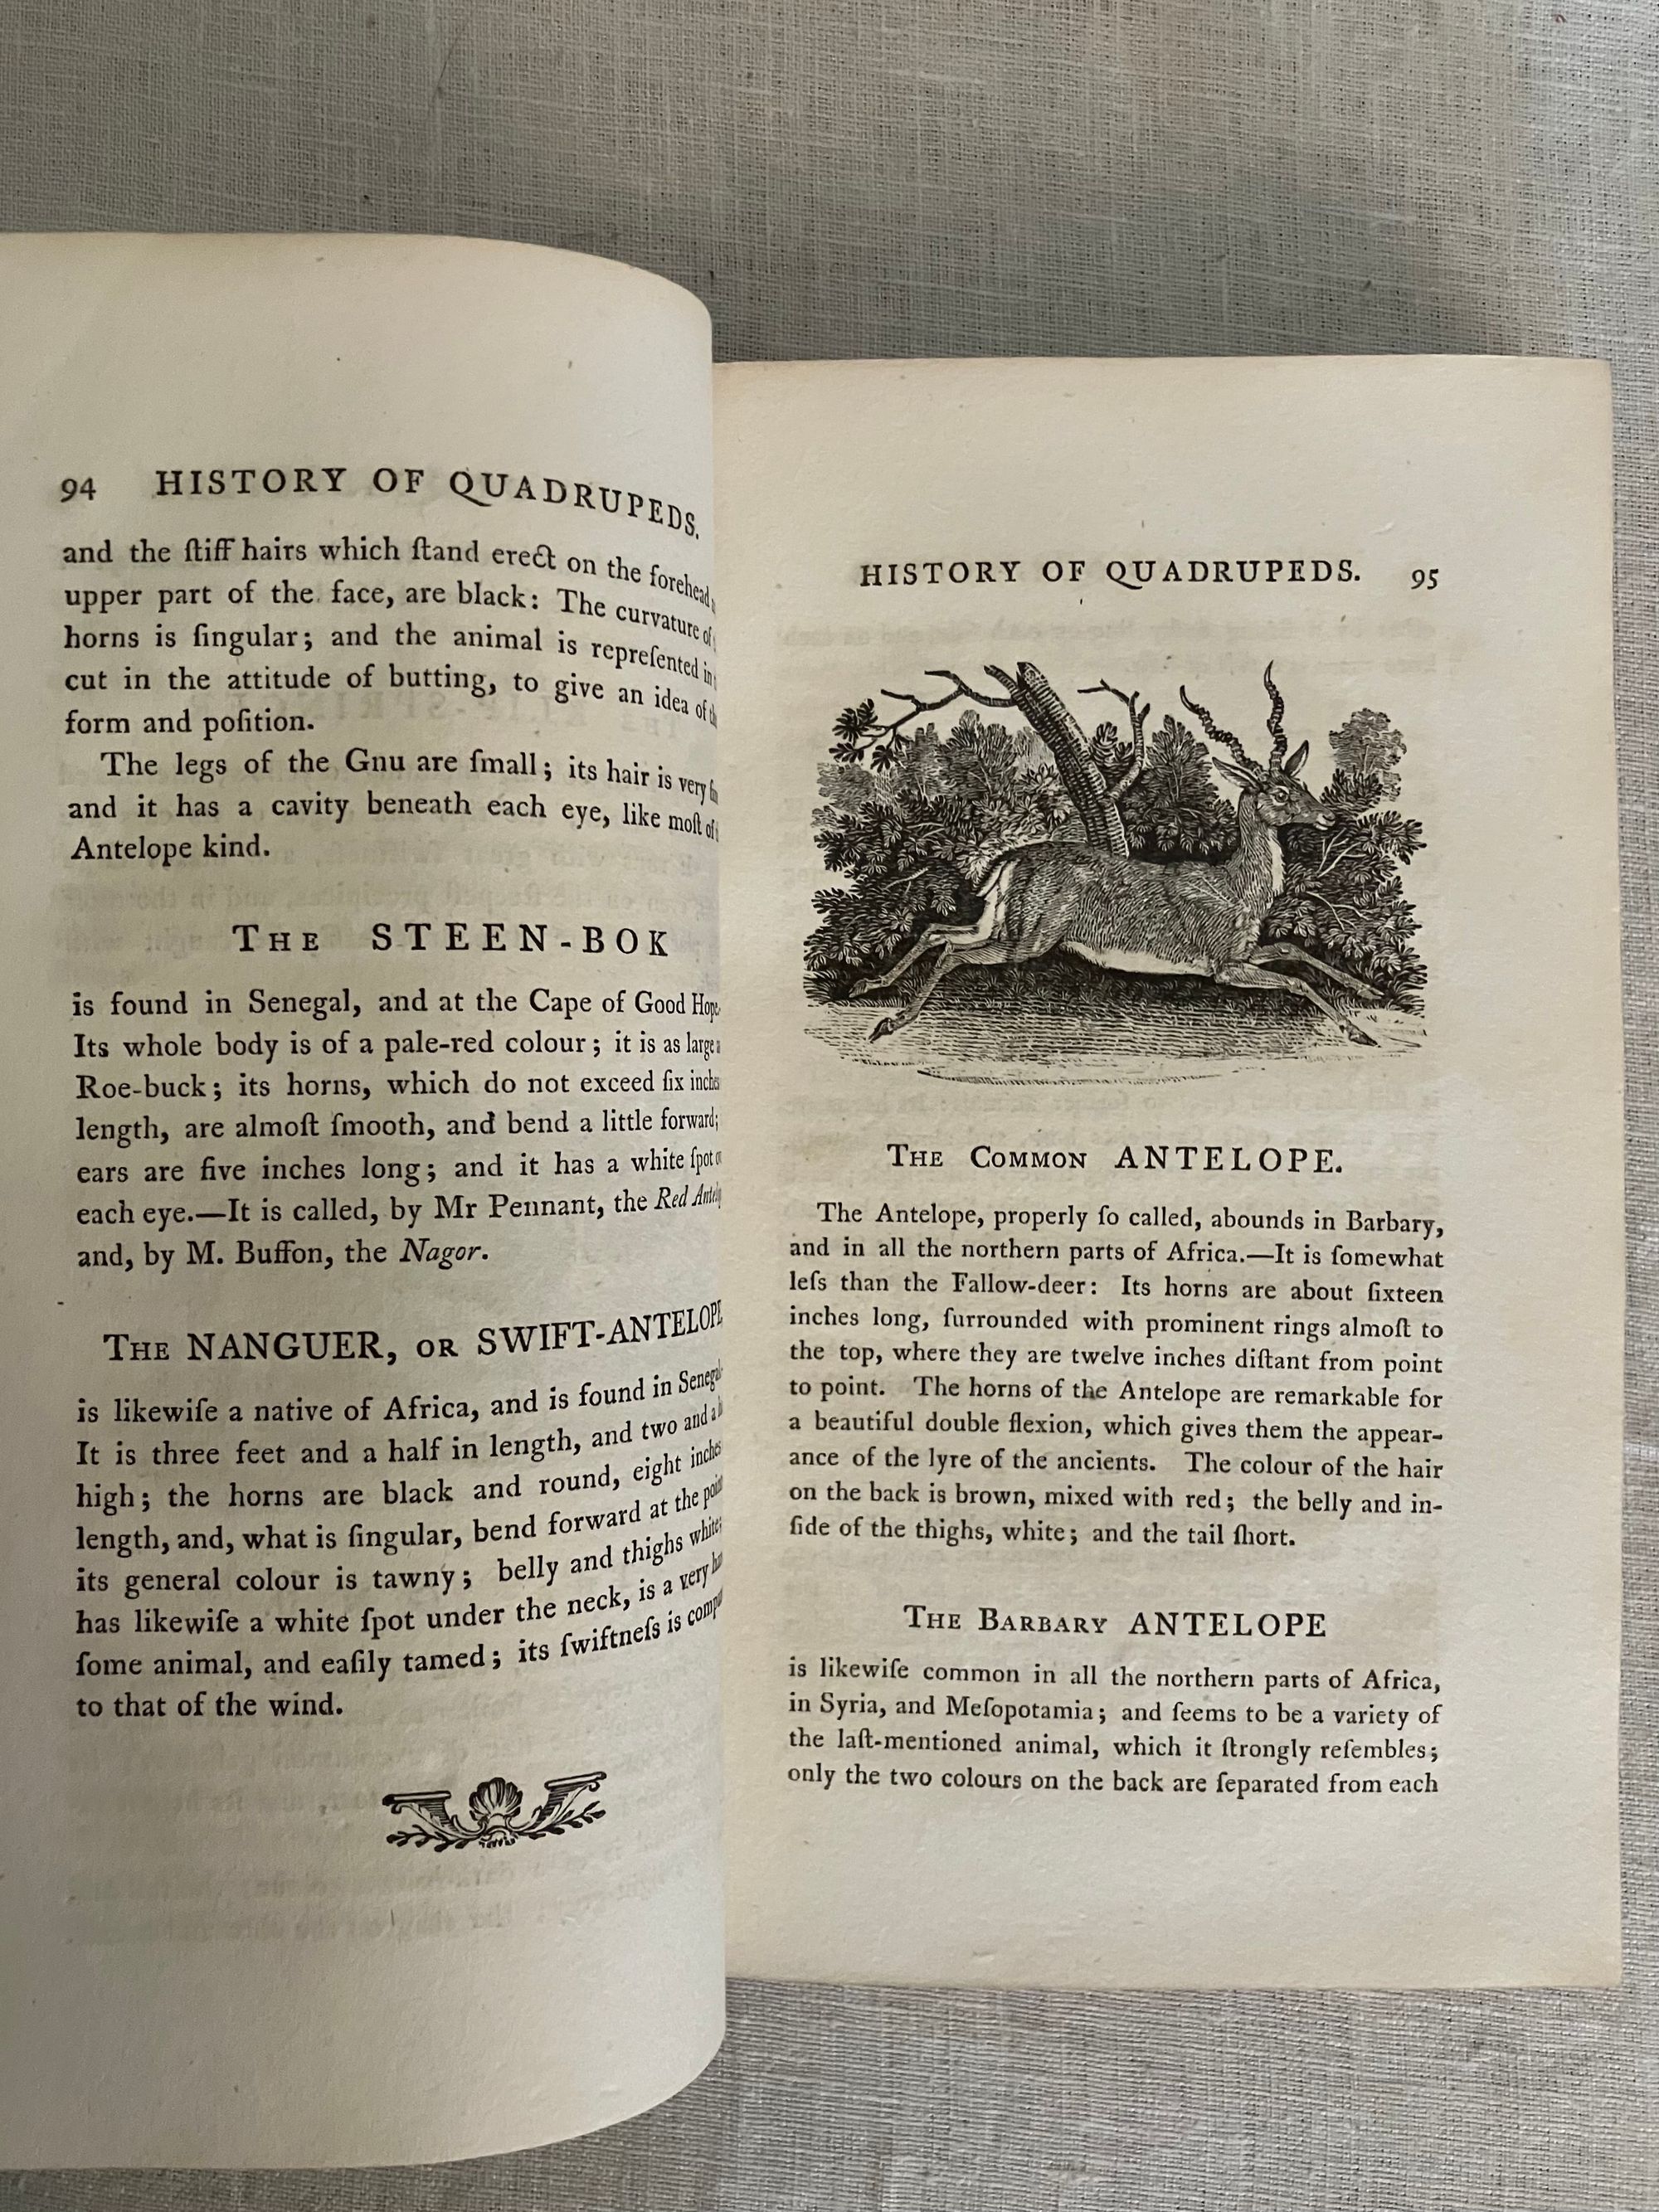 94 HISTORY OF QUADRUPEDS.
and the ſtiff hairs which ſtand erect on the forehead
upper part of the face, are black: The curvature of
horns is ſingular; and the animal is repreſented in
cut in the attitude of butting, to give an idea of
form and poſition.
The legs of the Gnu are ſmall; its hair is very
and it has a cavity beneath each eye, like moſt of
Antelope kind.
THE STEEN-BOK
is found in Senegal, and at the Cape of Good Hope.
Its whole body is of a pale-red colour; it is as large
Roe-buck; its horns, which do not exceed ſix inches
length, are almoſt ſmooth, and bend a little forward;
ears are five inches long; and it has a white ſpot
each eye.—It is called, by Mr Pennant, the Red
and, by M. Buffon, the Nagor.
THE NANGUER, OR SWIFT-ANTELOPE
is likewiſe a native of Africa, and is found in Senegal.
It is three feet and a half in length, and two and a
high; the horns are black and round, eight inches
length, and, what is ſingular, bend forward at the
its general colour is tawny; belly and thighs white;
has likewiſe a white ſpot under the neck, is a very
ſome animal, and eaſily tamed; its ſwiftneſs is
to that of the wind.
HISTORY OF QUADRUPEDS. 95
THE COMMON ANTELOPE.
The Antelope, properly ſo called, abounds in Barbary,
and in all the northern parts of Africa.—It is ſomewhat
leſs than the Fallow-deer: Its horns are about ſixteen
inches long, ſurrounded with prominent rings almoſt to
the top, where they are twelve inches diſtant from point
to point. The horns of the Antelope are remarkable for
a beautiful double flexion, which gives them the appear-
ance of the lyre of the ancients. The colour of the hair
on the back is brown, mixed with red; the belly and in-
ſide of the thighs, white; and the tail ſhort.
THE BARBARY ANTELOPE
is likewiſe common in all the northern parts of Africa,
in Syria, and Meſopotamia; and ſeems to be a variety of
the laſt-mentioned animal, which it ſtrongly reſembles;
only the two colours on the back are ſeparated from each